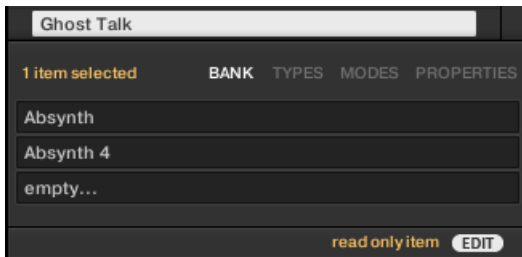 Ghost Talk
1 item selected BANK TYPES MODES PROPERTIES
Absynth
Absynth 4
empty...
read only item EDIT